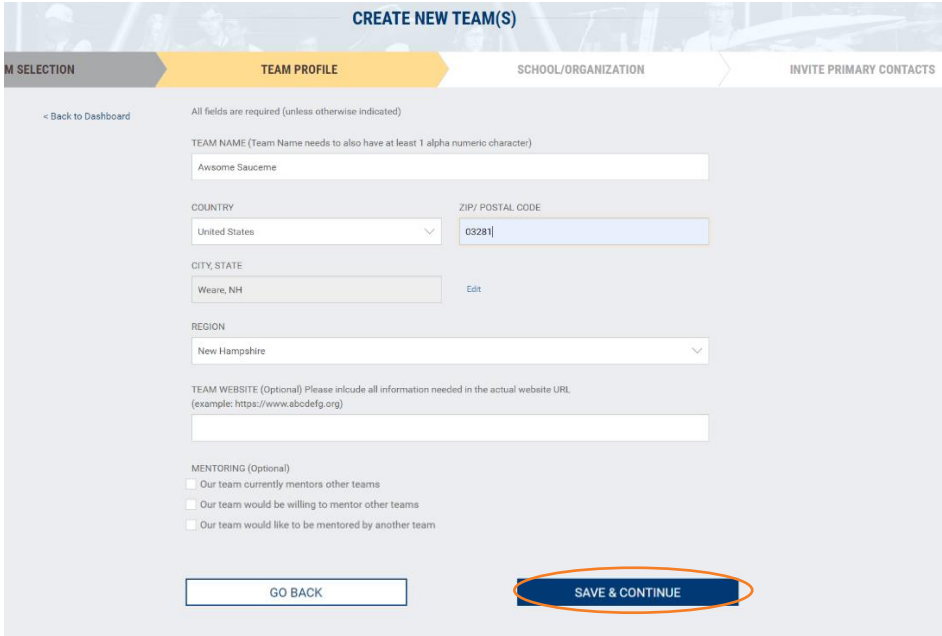 CREATE NEW TEAM(S)
M SELECTION
TEAM PROFILE
SCHOOL/ORGANIZATION
INVITE PRIMARY CONTACTS
< Back to Dashboard
All fields are required (unless otherwise indicated)
TEAM NAME (Team Name needs to also have at least 1 alpha numeric character)
Awsome Sauceme
COUNTRY
ZIP/ POSTAL CODE
United States
03281
CITY, STATE
Weare, NH
Edit
REGION
New Hampshire
TEAM WEBSITE (Optional) Please inlcude all information needed in the actual website URL
(example: https://www.abcdefg.org)
MENTORING (Optional)
Our team currently mentors other teams
Our team would be willing to mentor other teams
Our team would like to be mentored by another team
GO BACK
SAVE & CONTINUE